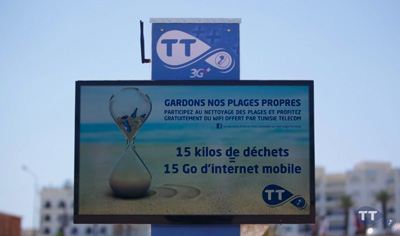 TT
3G++
GARDONS NOS PLAGES PROPRES
PARTICIPEZ AU NETTOYAGE DES PLAGES ET PROFITEZ
GRATUITEMENT DU WIFI OFFERT PAR TUNISIE TELECOM
15 kilos de déchets
=
15 Go d'internet mobile
TT
TT